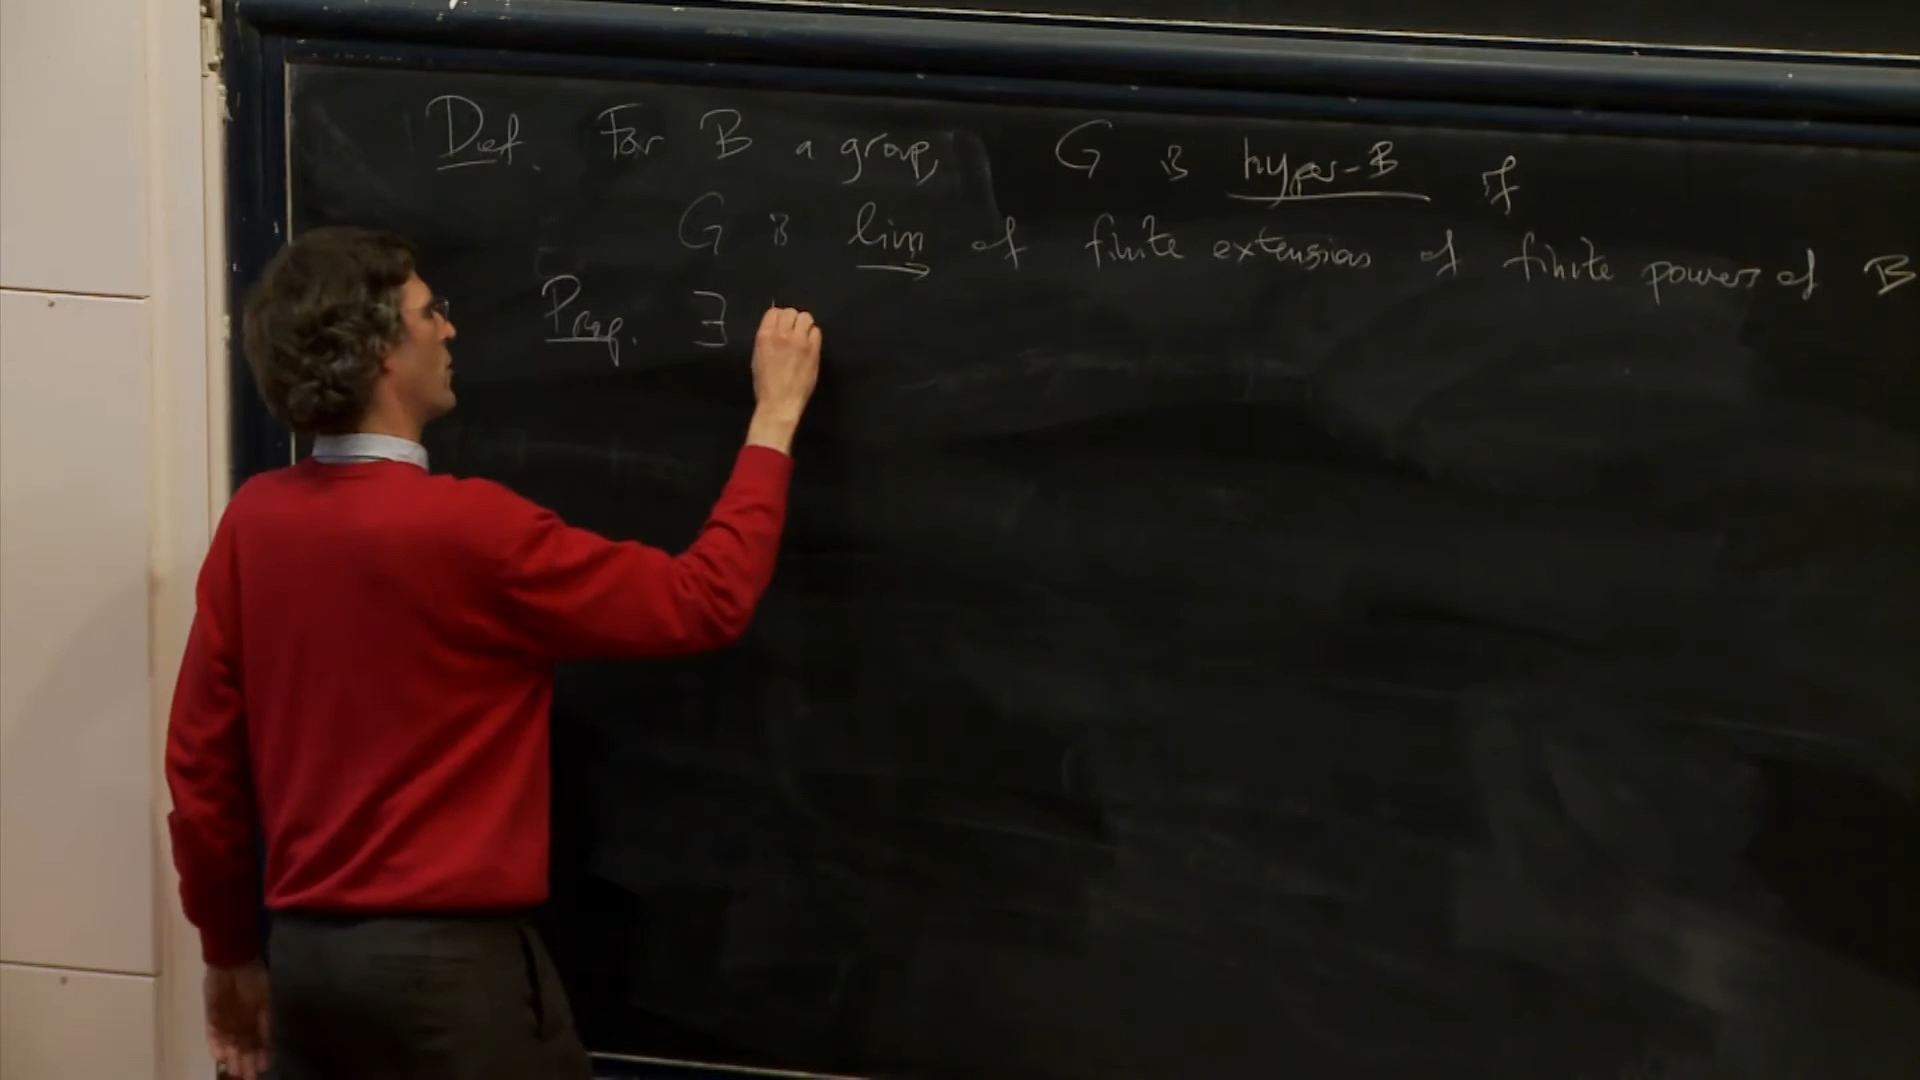 Def. For B a group, G is hyper-B if
G is lim of finite extensions of finite powers of B
Prop. ∃